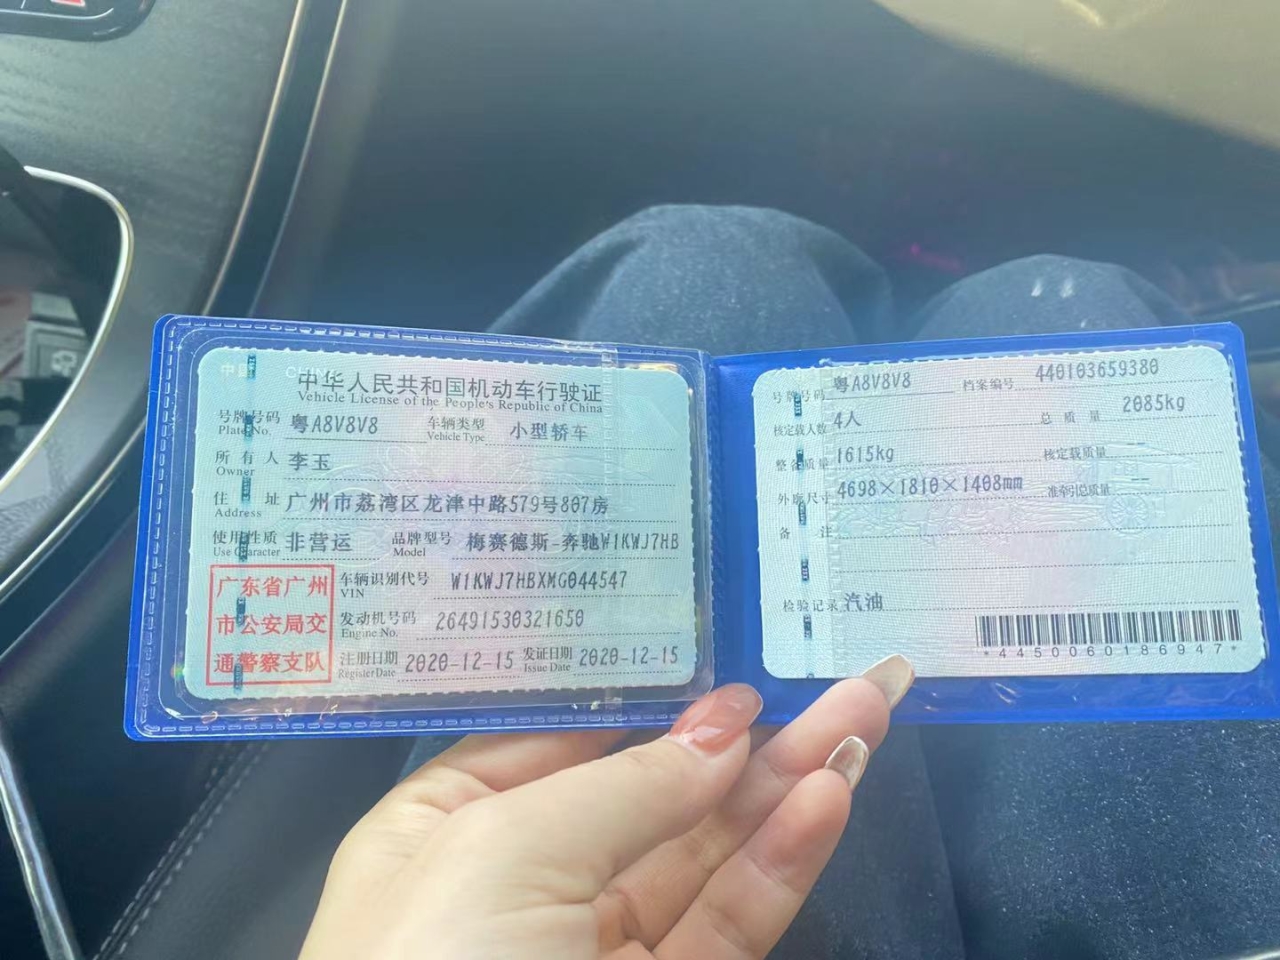 中国 CHINA
中华人民共和国机动车行驶证
Vehicle License of the People's Republic of China
号牌号码 粤A8V8V8 车辆类型 小型轿车
Plate No. Vehicle Type
所有人 李玉
Owner
住址 广州市荔湾区龙津中路579号807房
Address
使用性质 非营运 品牌型号 梅赛德斯-奔驰W1KWJ7HB
Use Character Model
广东省广州
市公安局交
通警察支队
车辆识别代号 W1KWJ7HBXMG044547
VIN
发动机号码 26491530321650
Engine No.
注册日期 2020-12-15 发证日期 2020-12-15
Register Date Issue Date
号牌号码 粤A8V8V8 档案编号 440103659380
核定载人数 4人 总质量 2085kg
整备质量 1615kg 核定载质量 --
外廓尺寸 4698×1810×1408mm 准牵引总质量 --
备注
检验记录 汽油
*4450060186947*